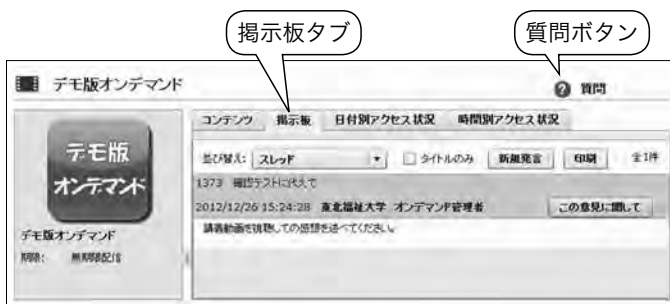 掲示板タブ
質問ボタン
デモ版オンデマンド
質問
コンテンツ 掲示板 日付別アクセス状況 時間別アクセス状況
デモ版
オンデマンド
並び替え: スレッド タイトルのみ 新規発言 印刷 全1件
1373 確認テストに代えて
2012/12/26 15:24:28 東北福祉大学 オンデマンド管理者 この意見に関して
講義動画を視聴しての感想を述べてください。
デモ版オンデマンド
期限: 無期限配信